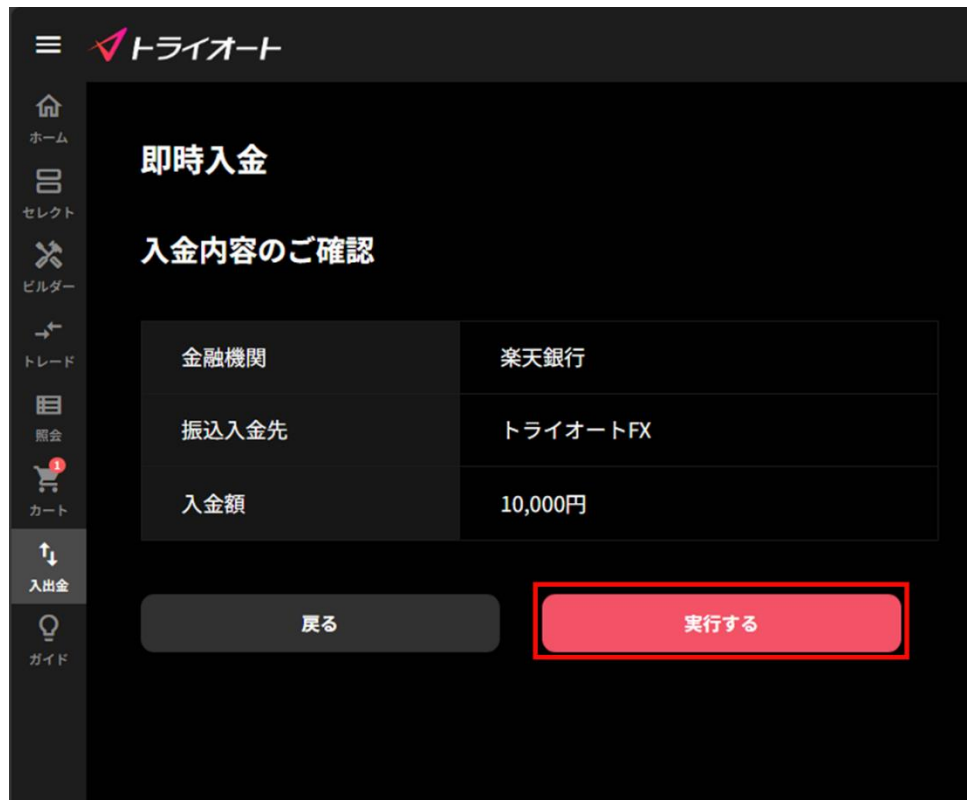 トライオート
ホーム
セレクト
ビルダー
トレード
照会
1
カート
入出金
ガイド
即時入金
入金内容のご確認
金融機関 楽天銀行
振込入金先 トライオートFX
入金額 10,000円
戻る 実行する